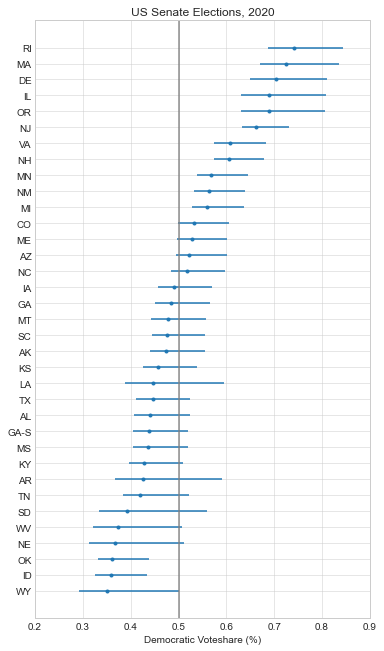 US Senate Elections, 2020
RI
MA
DE
IL
OR
NJ
VA
NH
MN
NM
MI
CO
ME
AZ
NC
IA
GA
MT
SC
AK
KS
LA
TX
AL
GA-S
MS
KY
AR
TN
SD
WV
NE
OK
ID
WY
0.2 0.3 0.4 0.5 0.6 0.7 0.8 0.9
Democratic Voteshare (%)